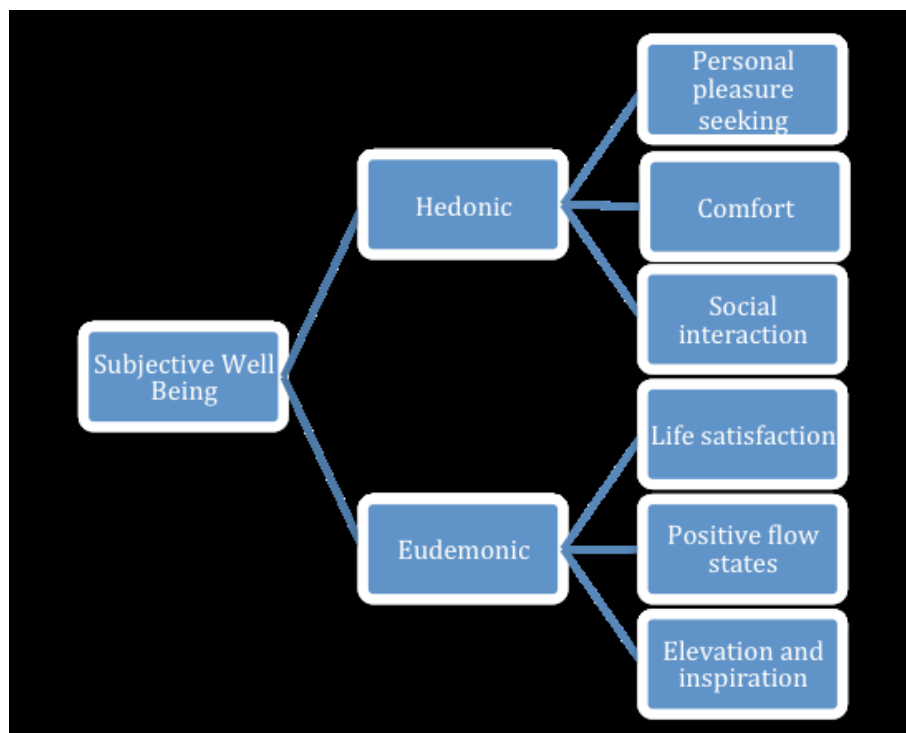 Personal
pleasure
seeking
Hedonic
Comfort
Social
interaction
Subjective Well
Being
Life satisfaction
Eudemonic
Positive flow
states
Elevation and
inspiration